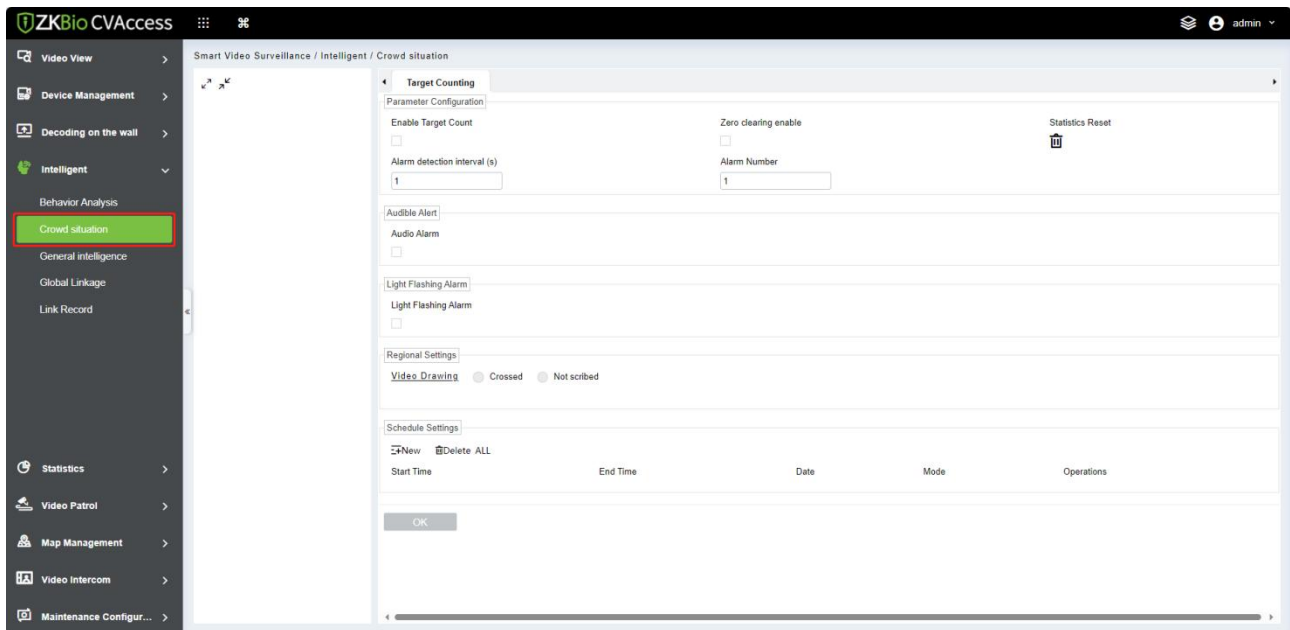 ZKBio CVAccess
admin
Video View
Device Management
Decoding on the wall
Intelligent
Behavior Analysis
Crowd situation
General intelligence
Global Linkage
Link Record
Statistics
Video Patrol
Map Management
Video Intercom
Maintenance Configur...
Smart Video Surveillance / Intelligent / Crowd situation
Target Counting
Parameter Configuration
Enable Target Count
Zero clearing enable
Statistics Reset
Alarm detection interval (s)
Alarm Number
1
1
Audible Alert
Audio Alarm
Light Flashing Alarm
Light Flashing Alarm
Regional Settings
Video Drawing Crossed Not scribed
Schedule Settings
New Delete ALL
Start Time End Time Date Mode Operations
OK